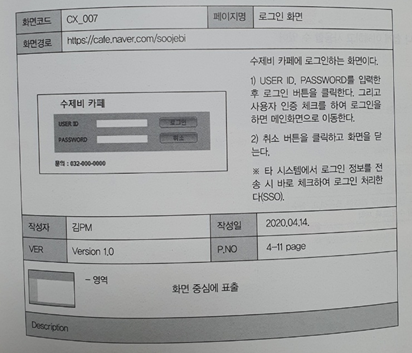 화면코드 CX_007 페이지명 로그인 화면
화면경로 https://cafe.naver.com/soojebi
수제비 카페
USER ID 로그인
PASSWORD 취소
문의 : 032-000-0000
수제비 카페에 로그인하는 화면이다.
1) USER ID, PASSWORD를 입력한
후 로그인 버튼을 클릭한다. 그리고
사용자 인증 체크를 하여 로그인을
하면 메인화면으로 이동한다.
2) 취소 버튼을 클릭하고 화면을 닫
는다.
※ 타 시스템에서 로그인 정보를 전
송 시 바로 체크하여 로그인 처리한
다(SSO).
작성자 김PM 작성일 2020.04.14.
VER Version 1.0 P.NO 4-11 page
- 영역
화면 중심에 표출
Description